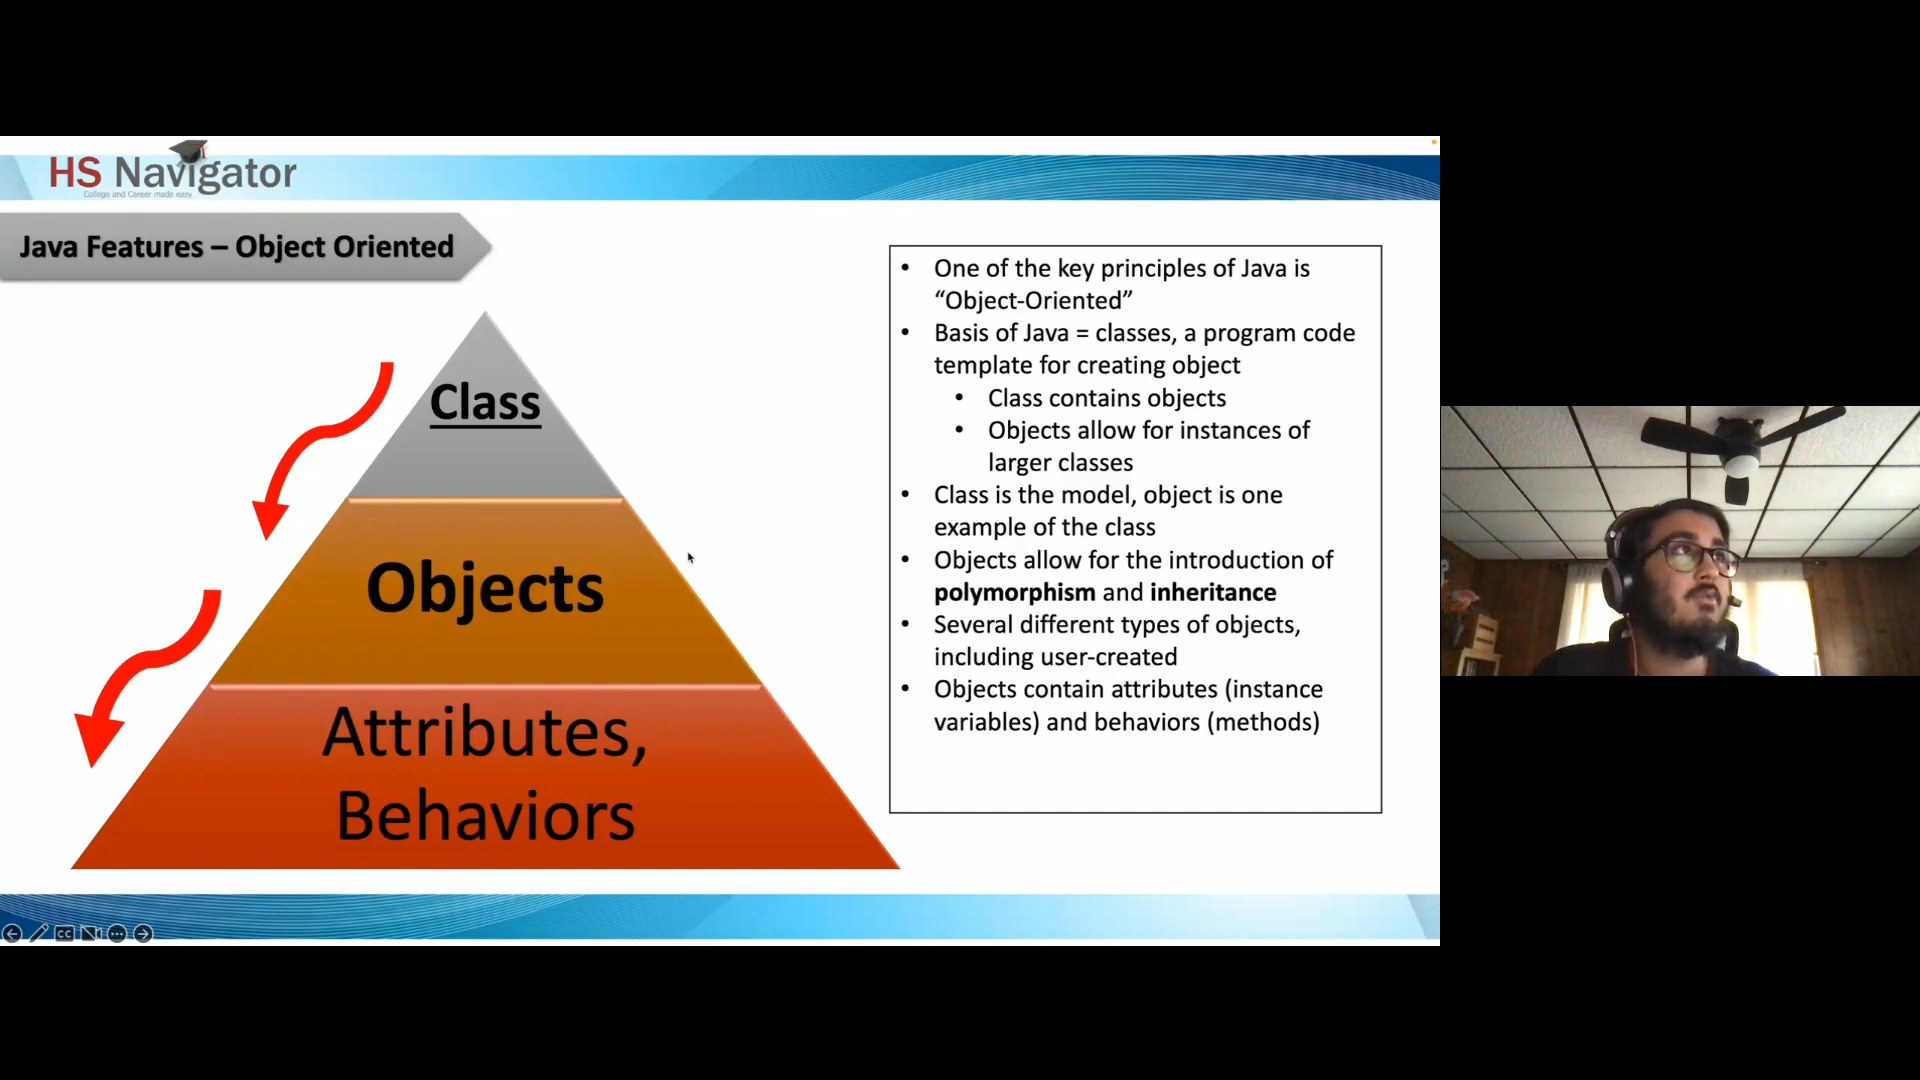 HS Navigator
College and Career made easy
Java Features – Object Oriented
Class
Objects
Attributes,
Behaviors
• One of the key principles of Java is
“Object-Oriented”
• Basis of Java = classes, a program code
template for creating object
• Class contains objects
• Objects allow for instances of
larger classes
• Class is the model, object is one
example of the class
• Objects allow for the introduction of
polymorphism and inheritance
• Several different types of objects,
including user-created
• Objects contain attributes (instance
variables) and behaviors (methods)
CC